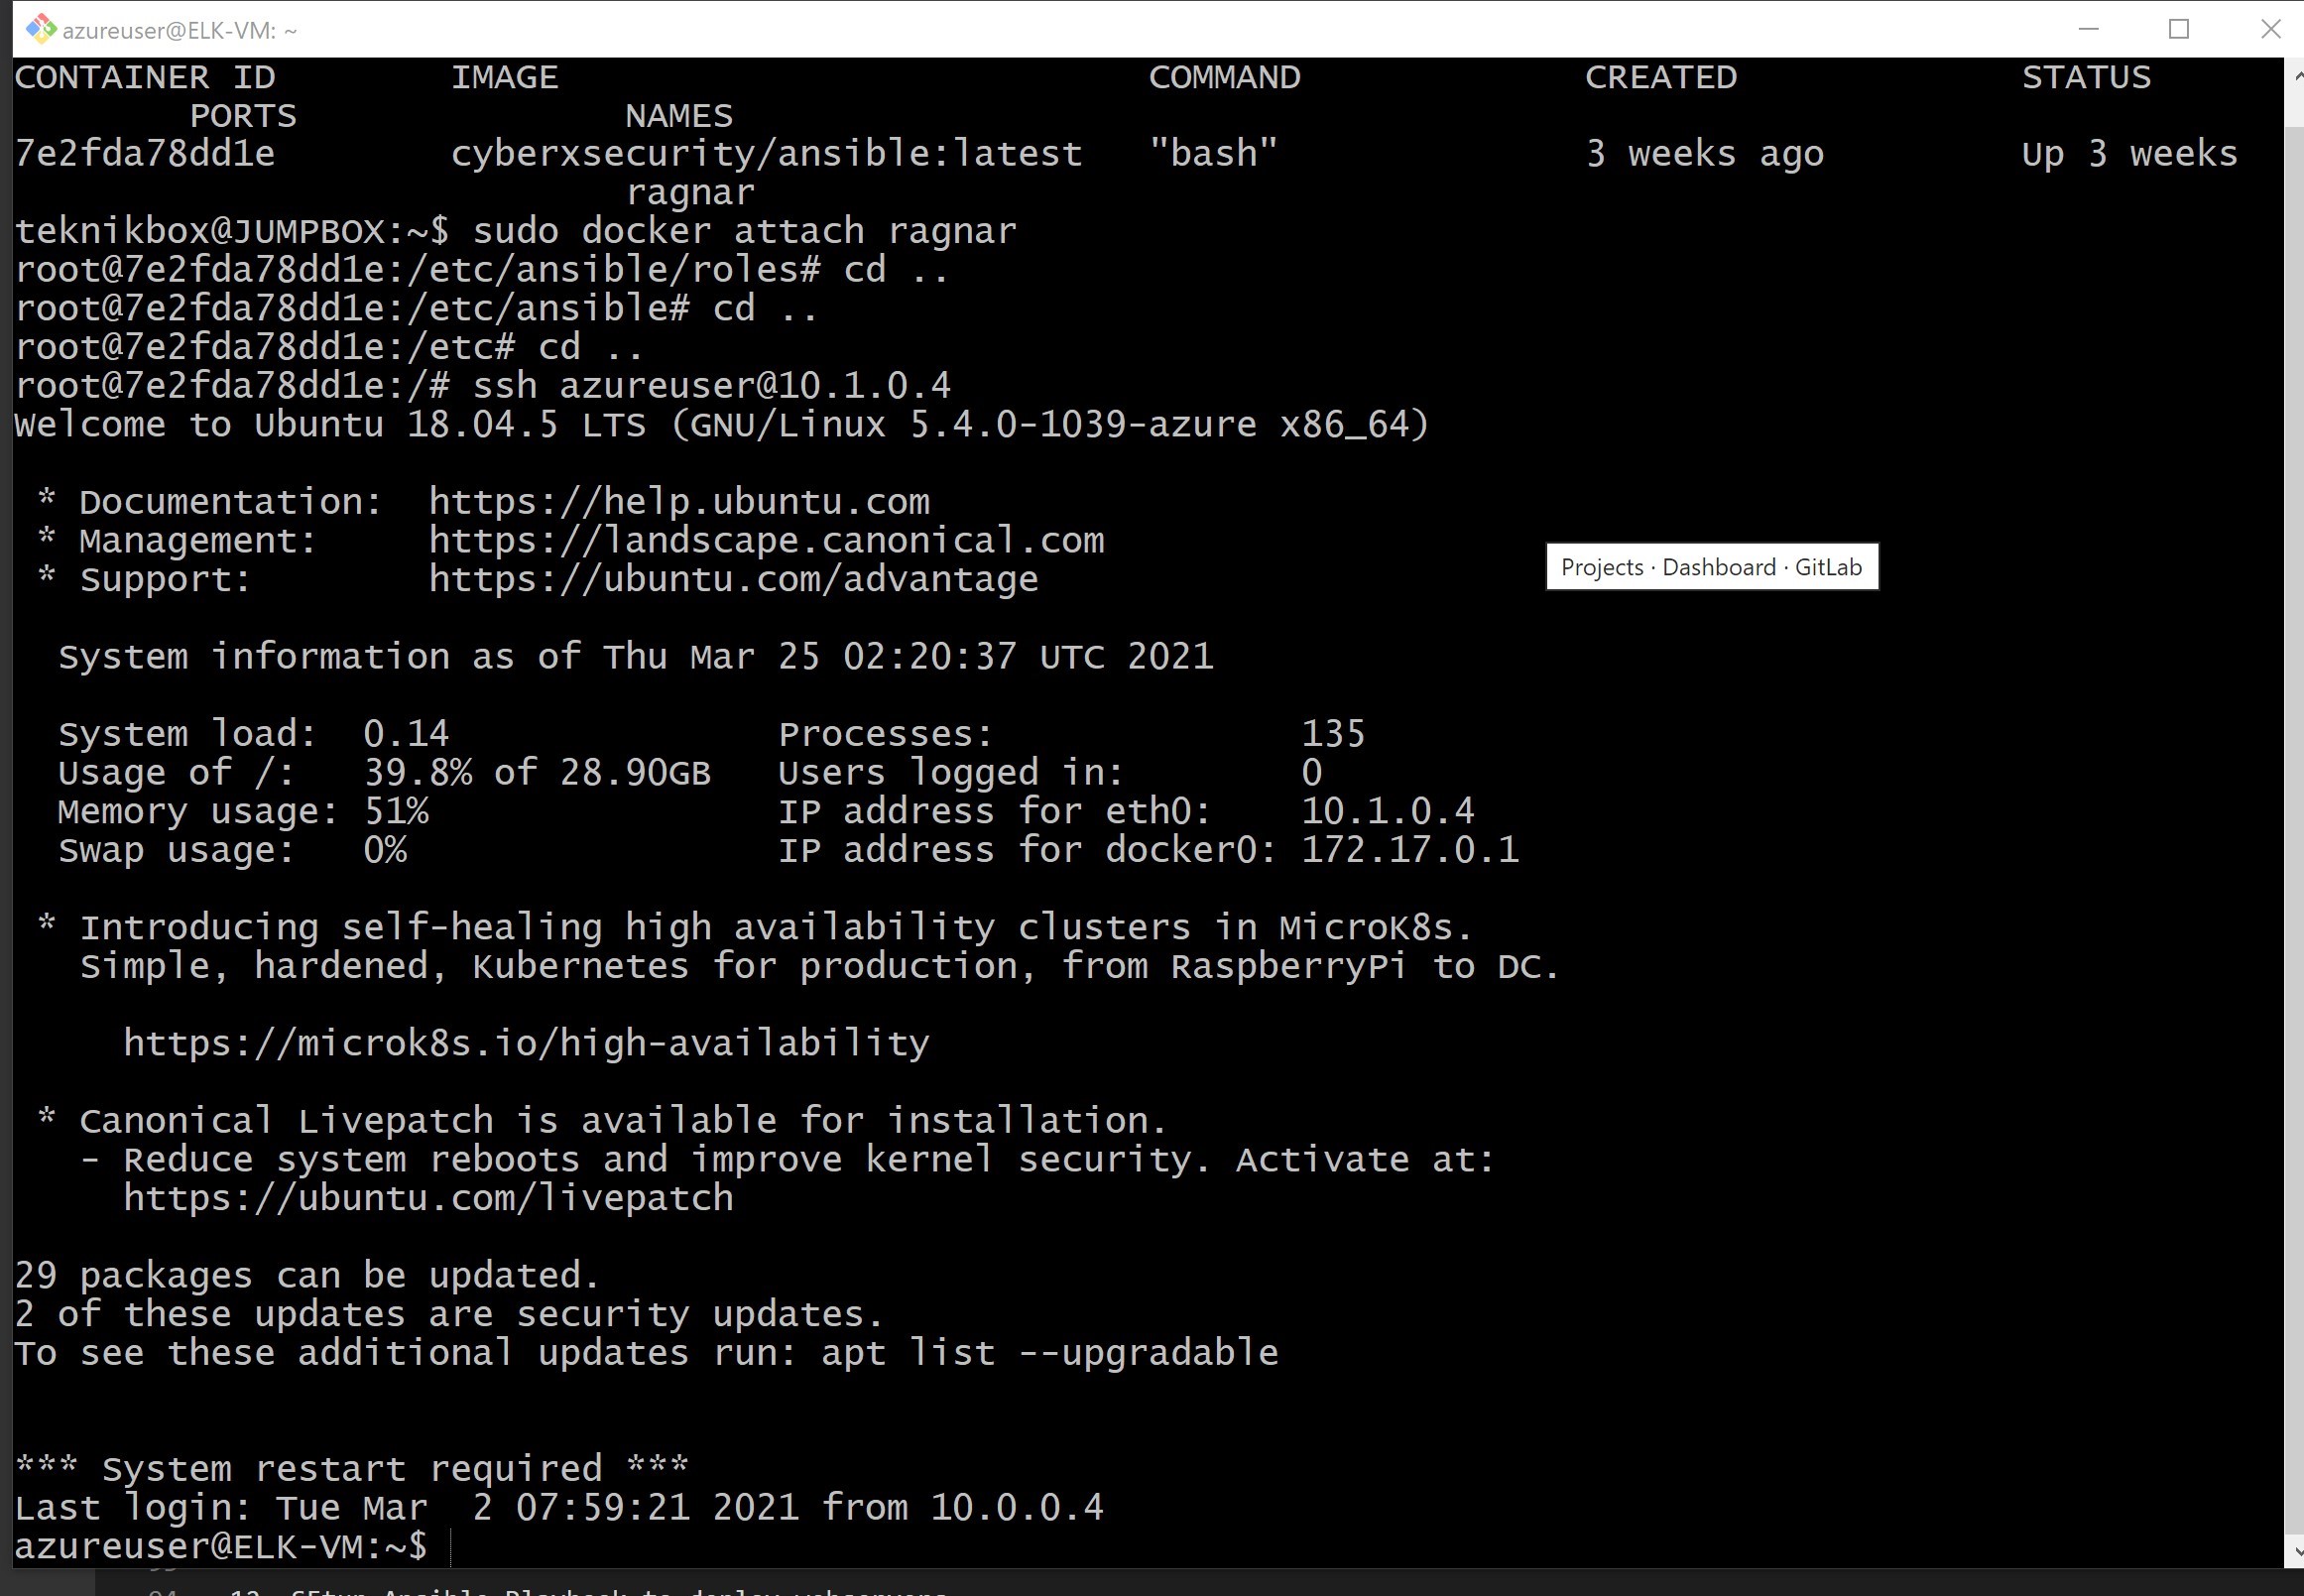 azureuser@ELK-VM: ~
CONTAINER ID        IMAGE                           COMMAND             CREATED             STATUS
        PORTS               NAMES
7e2fda78dd1e        cyberxsecurity/ansible:latest   "bash"              3 weeks ago         Up 3 weeks
                            ragnar
teknikbox@JUMPBOX:~$ sudo docker attach ragnar
root@7e2fda78dd1e:/etc/ansible/roles# cd ..
root@7e2fda78dd1e:/etc/ansible# cd ..
root@7e2fda78dd1e:/etc# cd ..
root@7e2fda78dd1e:/# ssh azureuser@10.1.0.4
Welcome to Ubuntu 18.04.5 LTS (GNU/Linux 5.4.0-1039-azure x86_64)
 * Documentation:  https://help.ubuntu.com
 * Management:     https://landscape.canonical.com
Projects · Dashboard · GitLab
 * Support:        https://ubuntu.com/advantage
  System information as of Thu Mar 25 02:20:37 UTC 2021
  System load:  0.14               Processes:              135
  Usage of /:   39.8% of 28.90GB   Users logged in:        0
  Memory usage: 51%                IP address for eth0:    10.1.0.4
  Swap usage:   0%                 IP address for docker0: 172.17.0.1
 * Introducing self-healing high availability clusters in MicroK8s.
   Simple, hardened, Kubernetes for production, from RaspberryPi to DC.
     https://microk8s.io/high-availability
 * Canonical Livepatch is available for installation.
   - Reduce system reboots and improve kernel security. Activate at:
     https://ubuntu.com/livepatch
29 packages can be updated.
2 of these updates are security updates.
To see these additional updates run: apt list --upgradable
*** System restart required ***
Last login: Tue Mar  2 07:59:21 2021 from 10.0.0.4
azureuser@ELK-VM:~$